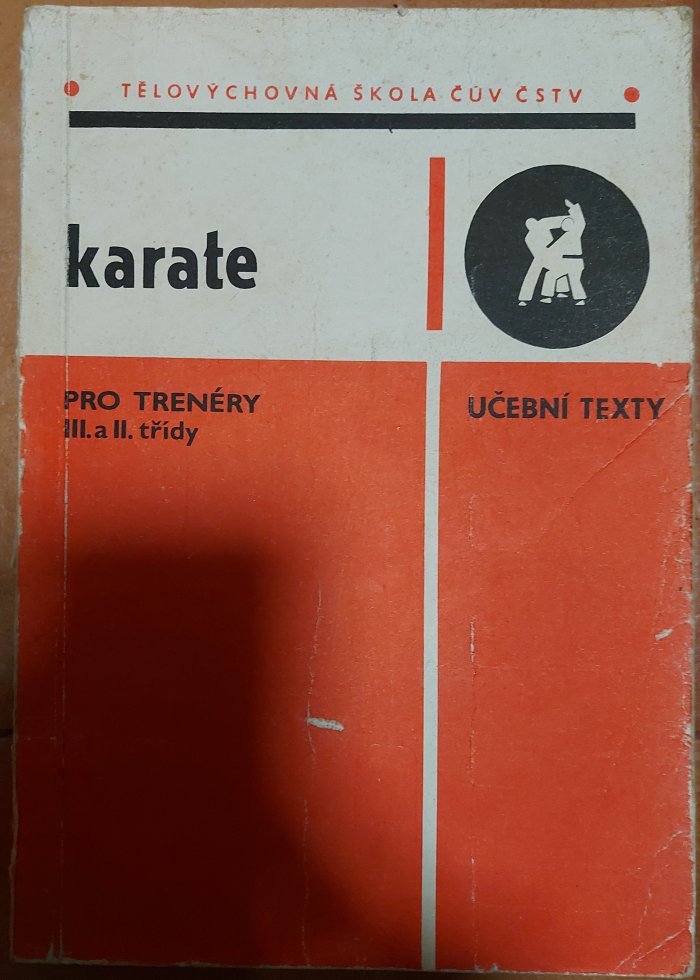 TĚLOVÝCHOVNÁ ŠKOLA ČÚV ČSTV
karate
PRO TRENÉRY
III. a II. třídy
UČEBNÍ TEXTY